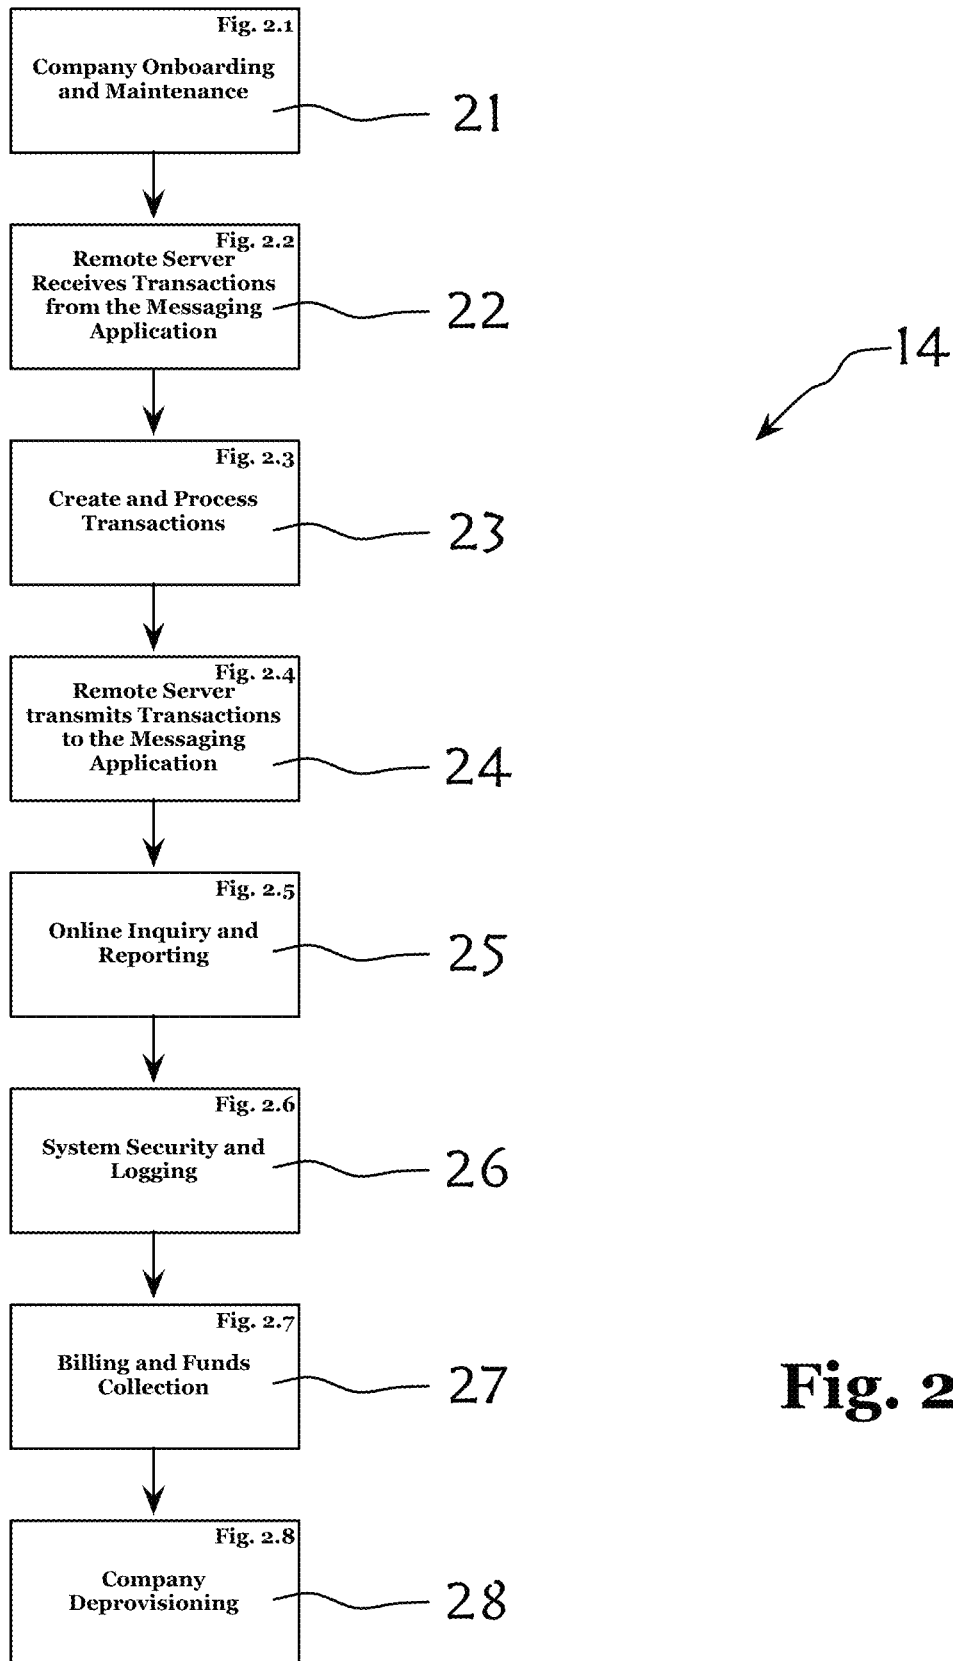 Fig. 2.1
Company Onboarding
and Maintenance
21
Fig. 2.2
Remote Server
Receives Transactions
from the Messaging
Application
22
14
Fig. 2.3
Create and Process
Transactions
23
Fig. 2.4
Remote Server
transmits Transactions
to the Messaging
Application
24
Fig. 2.5
Online Inquiry and
Reporting
25
Fig. 2.6
System Security and
Logging
26
Fig. 2.7
Billing and Funds
Collection
27
Fig. 2
Fig. 2.8
Company
Deprovisioning
28